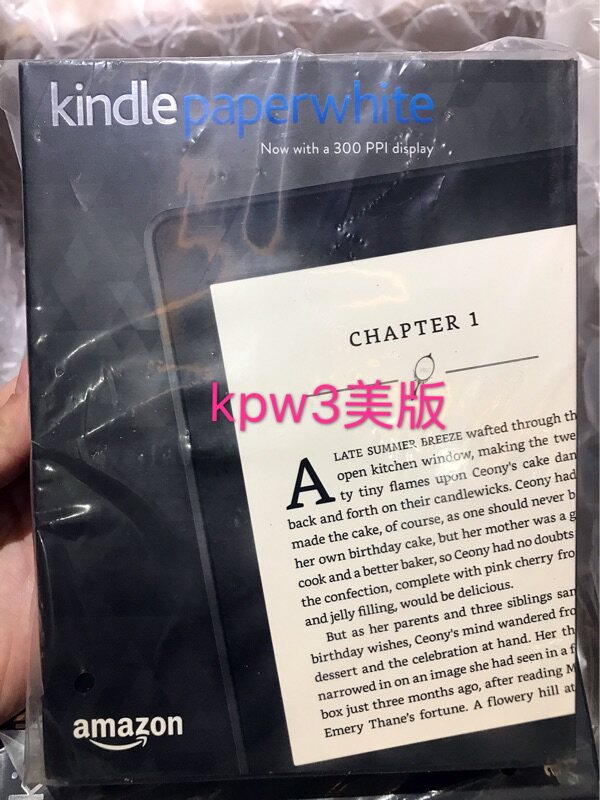 kindle paperwhite
Now with a 300 PPI display
CHAPTER 1
kpw3美版
A LATE SUMMER BREEZE wafted through th
open kitchen window, making the twe
ty tiny flames upon Ceony's cake dan
back and forth on their candlewicks. Ceony had
made the cake, of course, as one should never b
her own birthday cake, but her mother was a g
cook and a better baker, so Ceony had no doubts
the confection, complete with pink cherry fro
and jelly filling, would be delicious.
But as her parents and three siblings san
birthday wishes, Ceony's mind wandered fro
dessert and the celebration at hand. Her th
narrowed in on an image she had seen in a f
box just three months ago, after reading M
Emery Thane's fortune. A flowery hill at
amazon